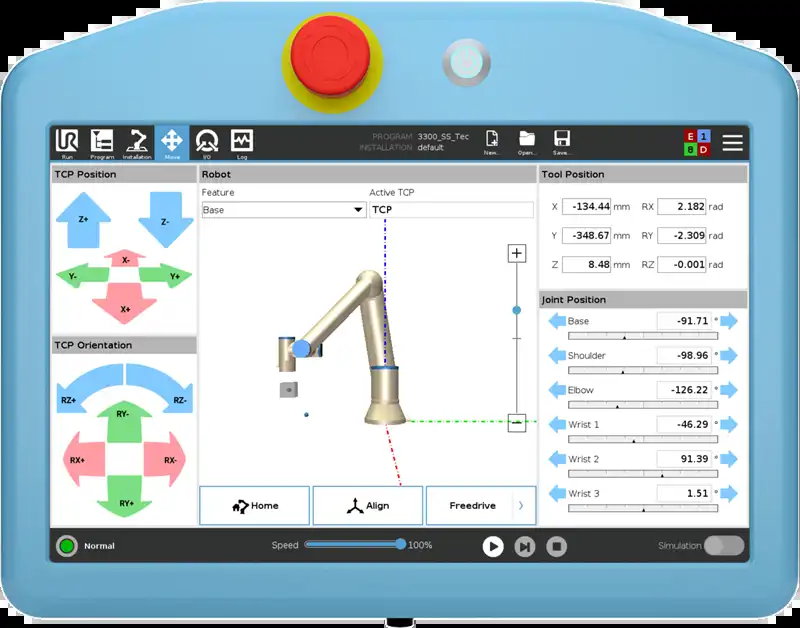 UR
Run
Program
Installation
Move
I/O
Log
PROGRAM 3300_SS_Tec
INSTALLATION default
New...
Open...
Save...
E 1
8 D
TCP Position
Z+
Z-
X-
Y-
Y+
X+
TCP Orientation
RZ+
RZ-
RY-
RX+
RX-
RY+
Robot
Feature
Active TCP
Base
TCP
+
−
Home
Align
Freedrive
Tool Position
X -134.44 mm RX 2.182 rad
Y -348.67 mm RY -2.309 rad
Z 8.48 mm RZ -0.001 rad
Joint Position
Base -91.71 °
Shoulder -98.96 °
Elbow -126.22 °
Wrist 1 -46.29 °
Wrist 2 91.39 °
Wrist 3 1.51 °
Normal
Speed 100%
Simulation